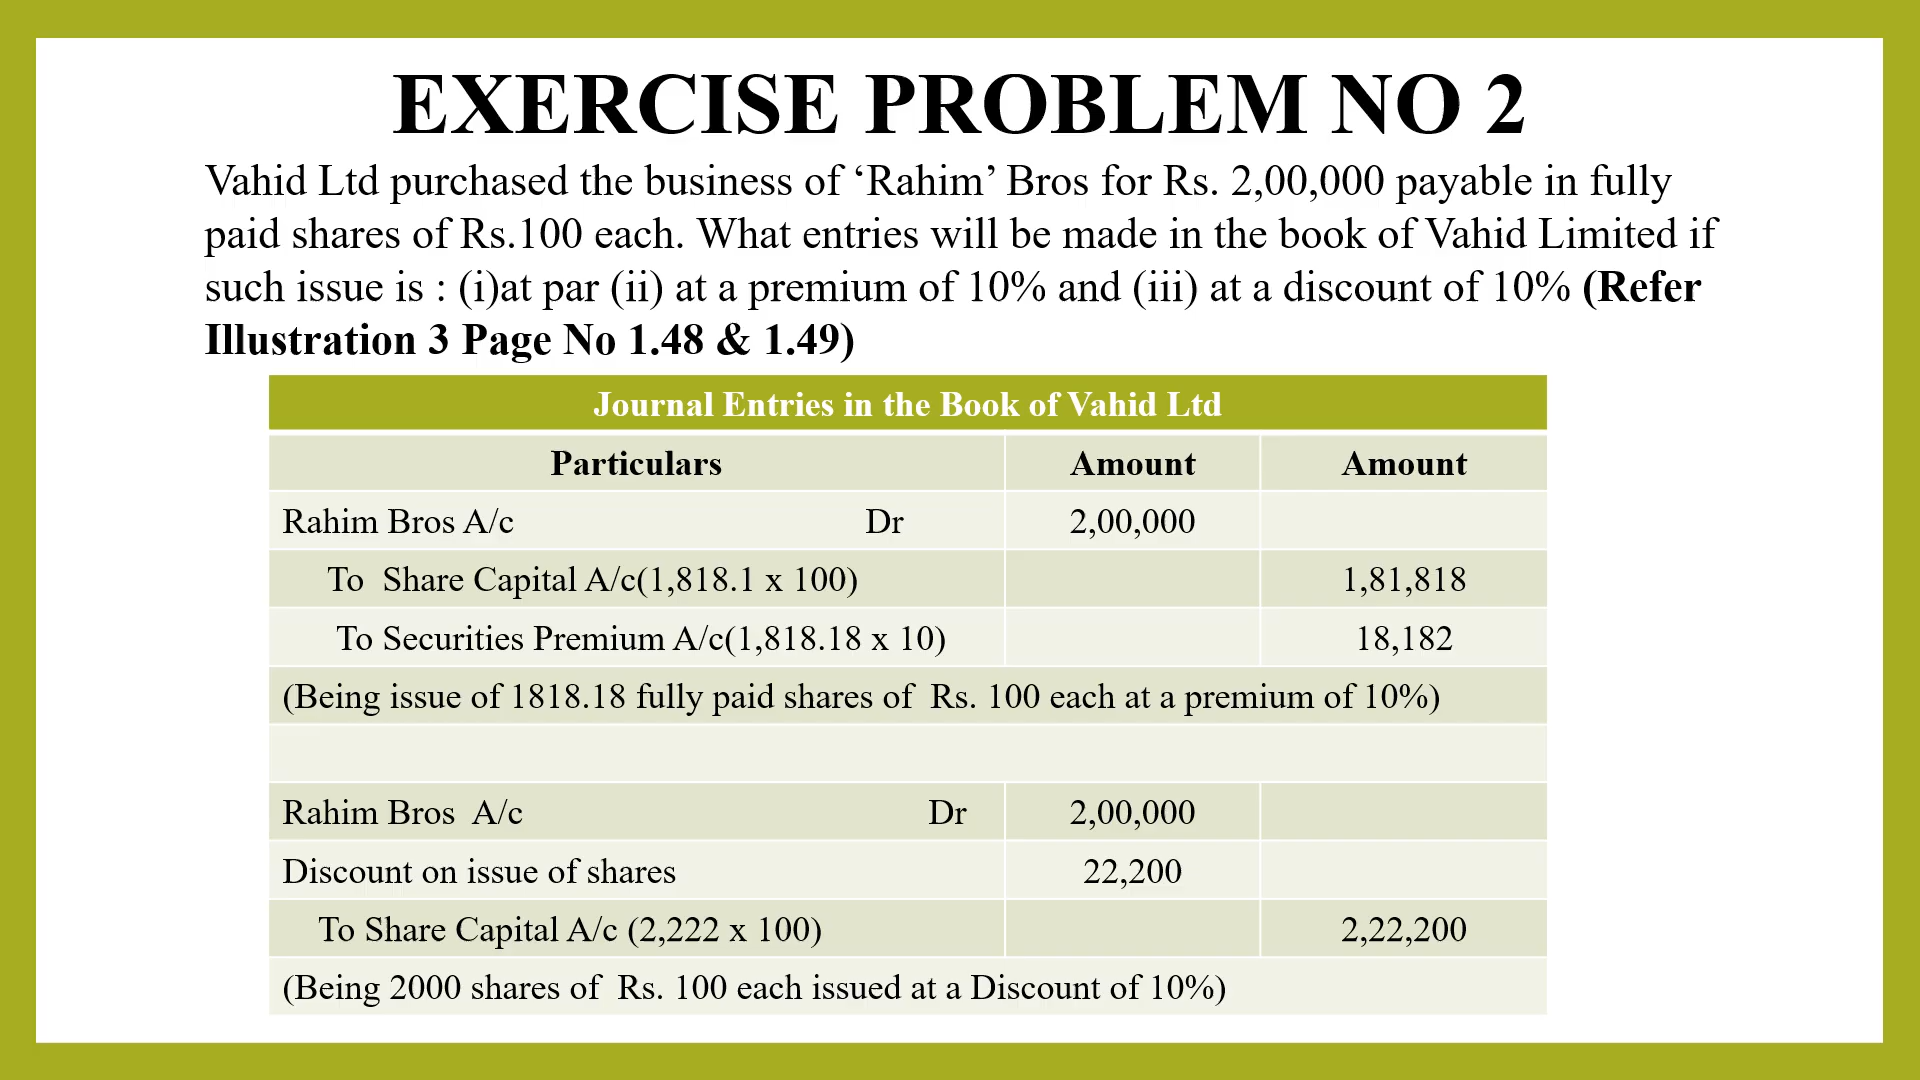 EXERCISE PROBLEM NO 2
Vahid Ltd purchased the business of ‘Rahim’ Bros for Rs. 2,00,000 payable in fully
paid shares of Rs.100 each. What entries will be made in the book of Vahid Limited if
such issue is : (i)at par (ii) at a premium of 10% and (iii) at a discount of 10% (Refer
Illustration 3 Page No 1.48 & 1.49)
Journal Entries in the Book of Vahid Ltd
Particulars Amount Amount
Rahim Bros A/c Dr 2,00,000
To Share Capital A/c(1,818.1 x 100) 1,81,818
To Securities Premium A/c(1,818.18 x 10) 18,182
(Being issue of 1818.18 fully paid shares of Rs. 100 each at a premium of 10%)
Rahim Bros A/c Dr 2,00,000
Discount on issue of shares 22,200
To Share Capital A/c (2,222 x 100) 2,22,200
(Being 2000 shares of Rs. 100 each issued at a Discount of 10%)